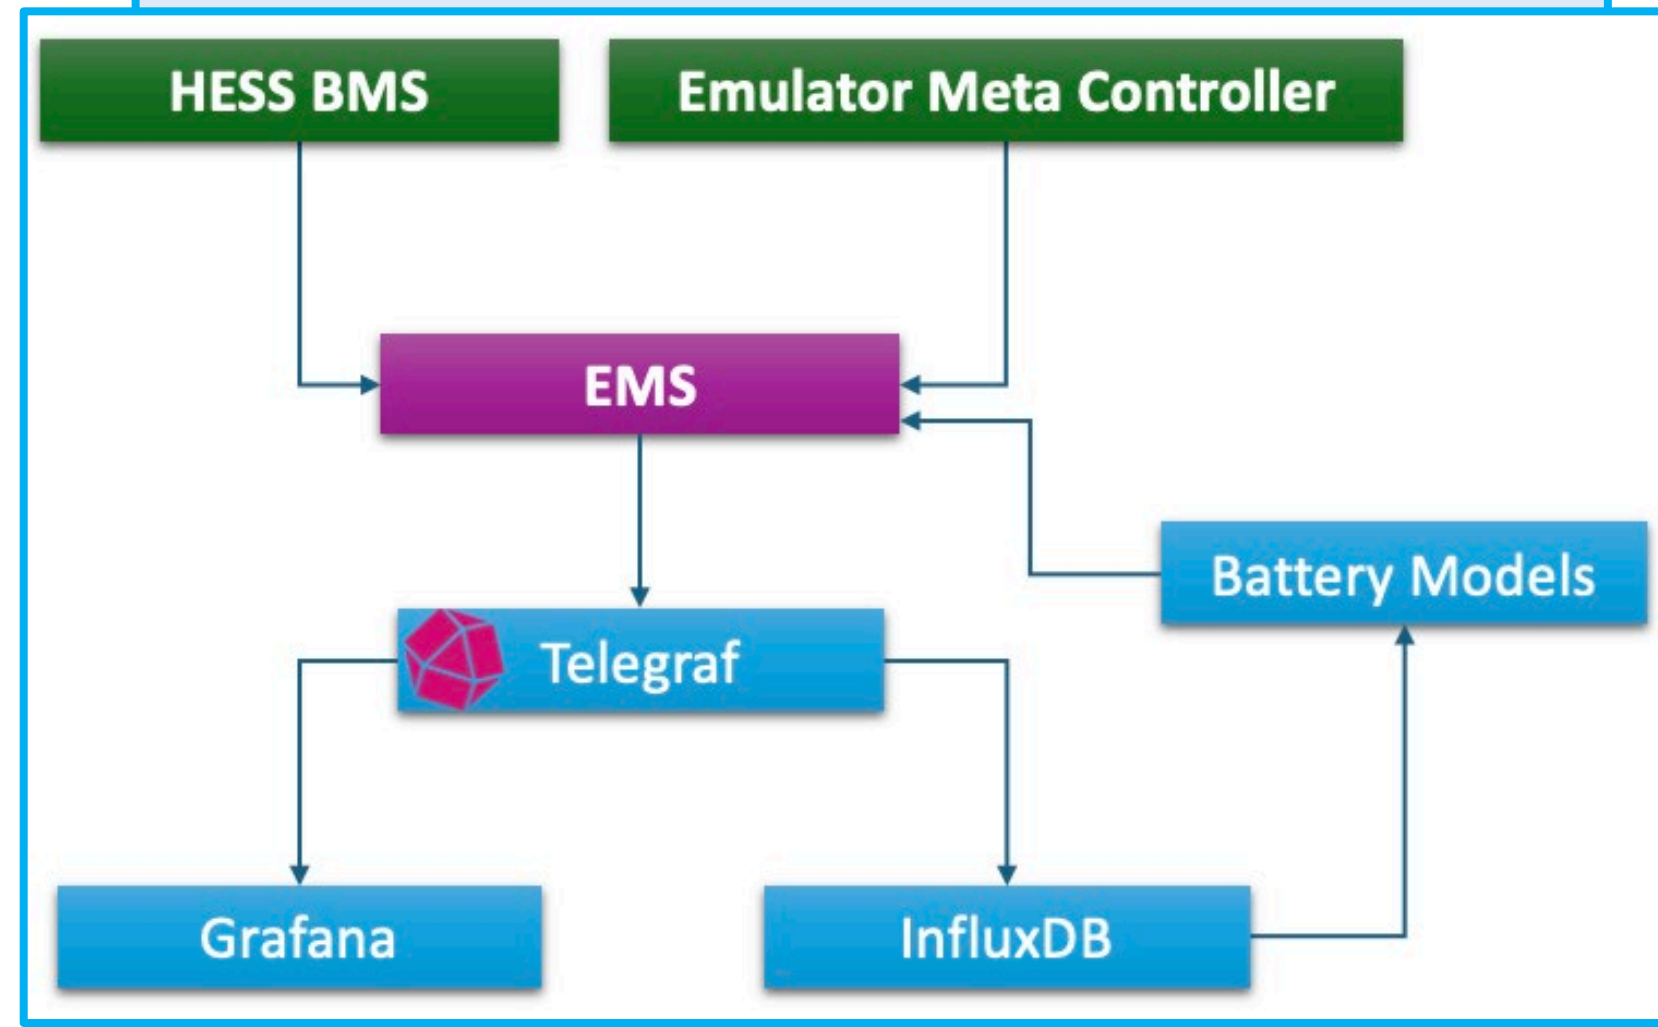 HESS BMS
Emulator Meta Controller
EMS
Battery Models
Telegraf
Grafana
InfluxDB